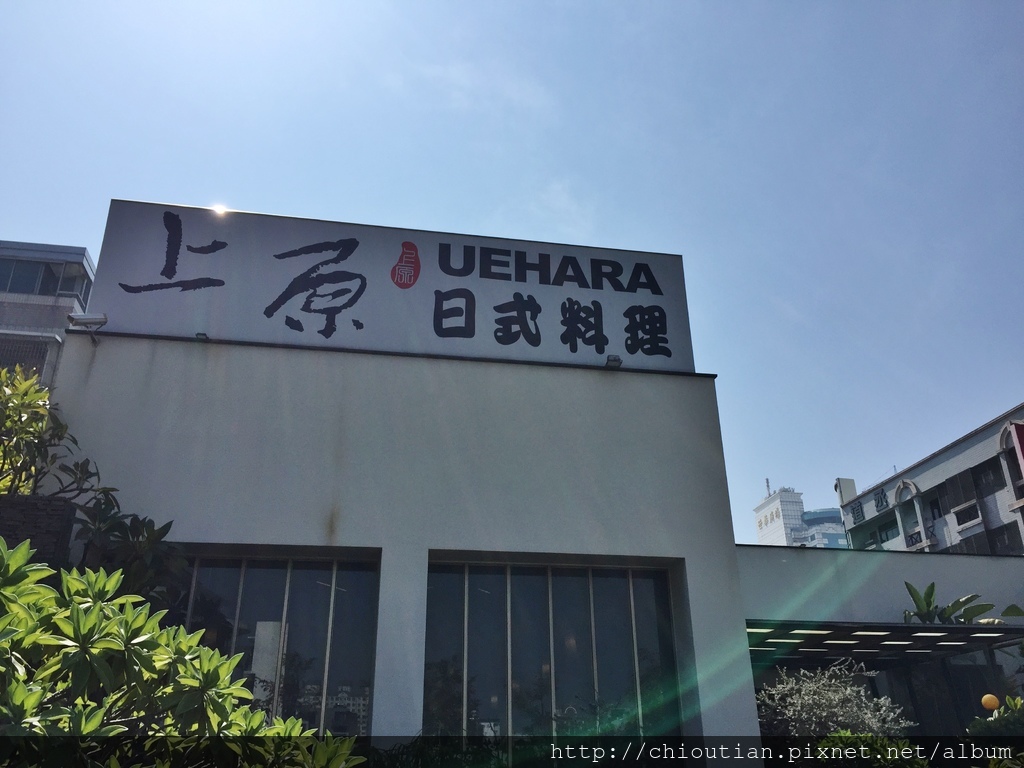 上原
上原
UEHARA
日式料理
http://chioutian.pixnet.net/album